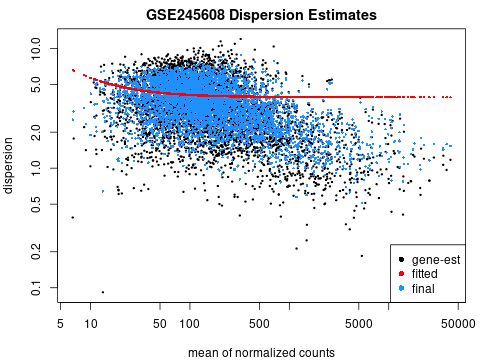 GSE245608 Dispersion Estimates
10.0
5.0
2.0
1.0
0.5
0.2
0.1
dispersion
gene-est
fitted
final
5 10 50 100 500 5000 50000
mean of normalized counts